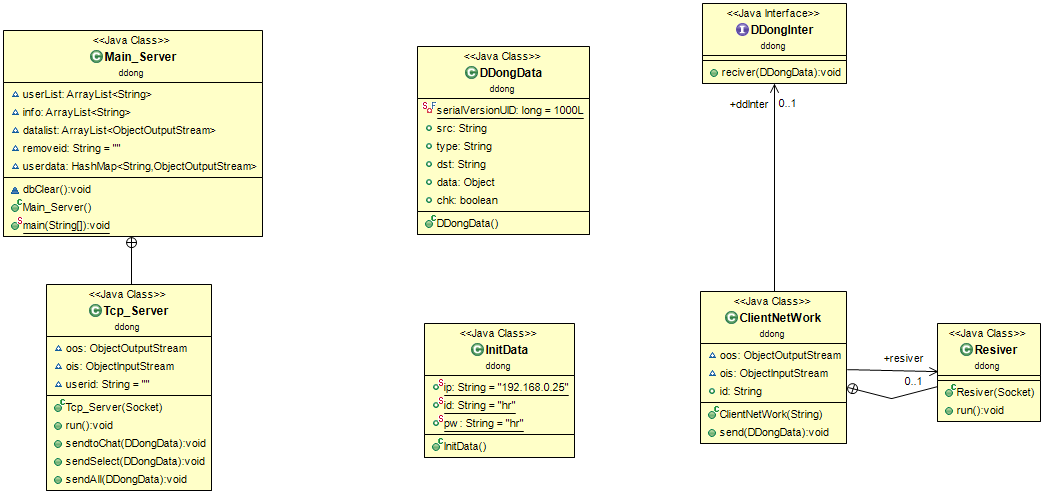 <<Java Class>>
Main_Server
ddong
userList: ArrayList<String>
info: ArrayList<String>
datalist: ArrayList<ObjectOutputStream>
removeid: String = ""
userdata: HashMap<String,ObjectOutputStream>
dbClear():void
Main_Server()
main(String[]):void
<<Java Class>>
Tcp_Server
ddong
oos: ObjectOutputStream
ois: ObjectInputStream
userid: String = ""
Tcp_Server(Socket)
run():void
sendtoChat(DDongData):void
sendSelect(DDongData):void
sendAll(DDongData):void
<<Java Class>>
DDongData
ddong
serialVersionUID: long = 1000L
src: String
type: String
dst: String
data: Object
chk: boolean
DDongData()
<<Java Class>>
InitData
ddong
ip: String = "192.168.0.25"
id: String = "hr"
pw: String = "hr"
InitData()
<<Java Interface>>
DDongInter
ddong
reciver(DDongData):void
+ddInter
0..1
<<Java Class>>
ClientNetWork
ddong
oos: ObjectOutputStream
ois: ObjectInputStream
id: String
ClientNetWork(String)
send(DDongData):void
+resiver
0..1
<<Java Class>>
Resiver
ddong
Resiver(Socket)
run():void